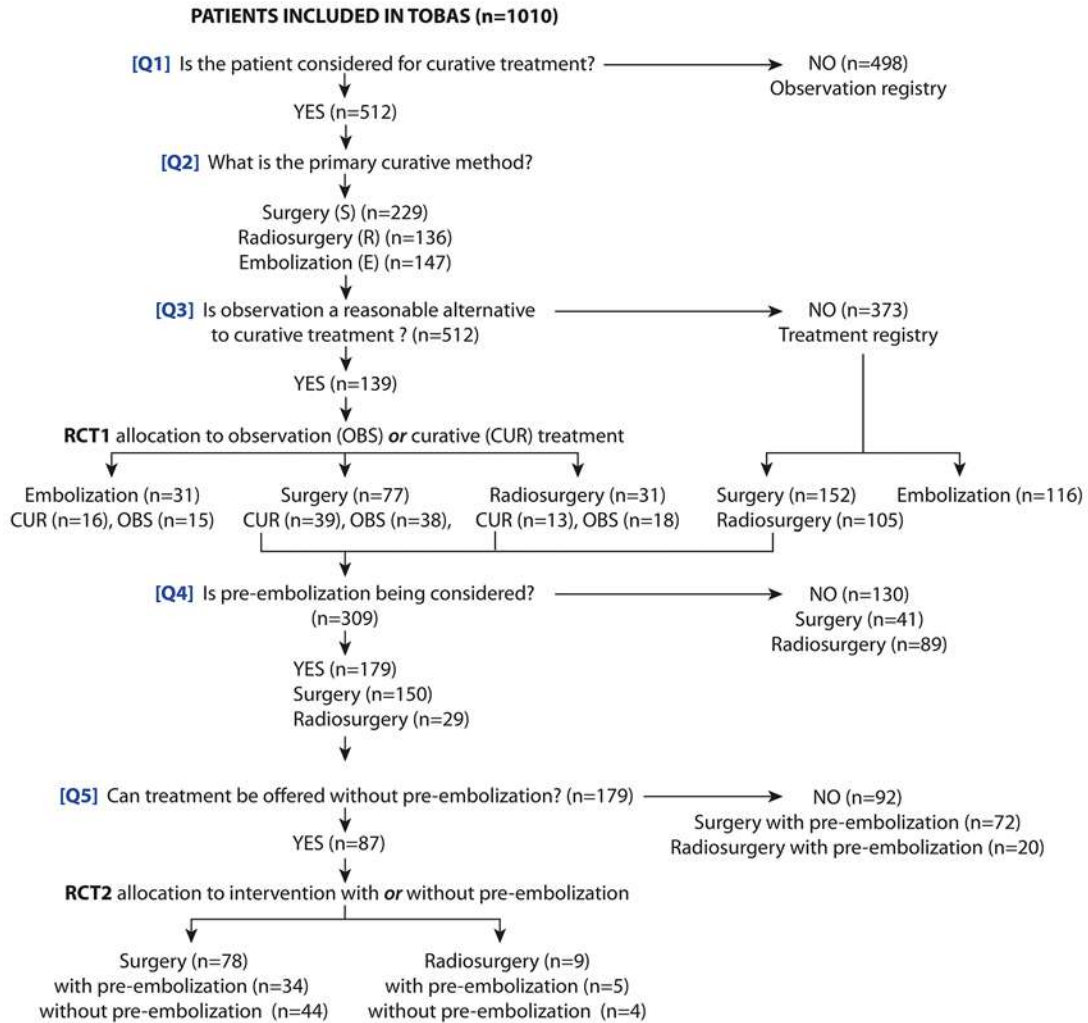 PATIENTS INCLUDED IN TOBAS (n=1010)
[Q1] Is the patient considered for curative treatment?
NO (n=498)
Observation registry
YES (n=512)
[Q2] What is the primary curative method?
Surgery (S) (n=229)
Radiosurgery (R) (n=136)
Embolization (E) (n=147)
[Q3] Is observation a reasonable alternative
to curative treatment ? (n=512)
NO (n=373)
Treatment registry
YES (n=139)
RCT1 allocation to observation (OBS) or curative (CUR) treatment
Embolization (n=31)
CUR (n=16), OBS (n=15)
Surgery (n=77)
CUR (n=39), OBS (n=38),
Radiosurgery (n=31)
CUR (n=13), OBS (n=18)
Surgery (n=152)
Radiosurgery (n=105)
Embolization (n=116)
[Q4] Is pre-embolization being considered?
(n=309)
NO (n=130)
Surgery (n=41)
Radiosurgery (n=89)
YES (n=179)
Surgery (n=150)
Radiosurgery (n=29)
[Q5] Can treatment be offered without pre-embolization? (n=179)
NO (n=92)
Surgery with pre-embolization (n=72)
Radiosurgery with pre-embolization (n=20)
YES (n=87)
RCT2 allocation to intervention with or without pre-embolization
Surgery (n=78)
with pre-embolization (n=34)
without pre-embolization (n=44)
Radiosurgery (n=9)
with pre-embolization (n=5)
without pre-embolization (n=4)